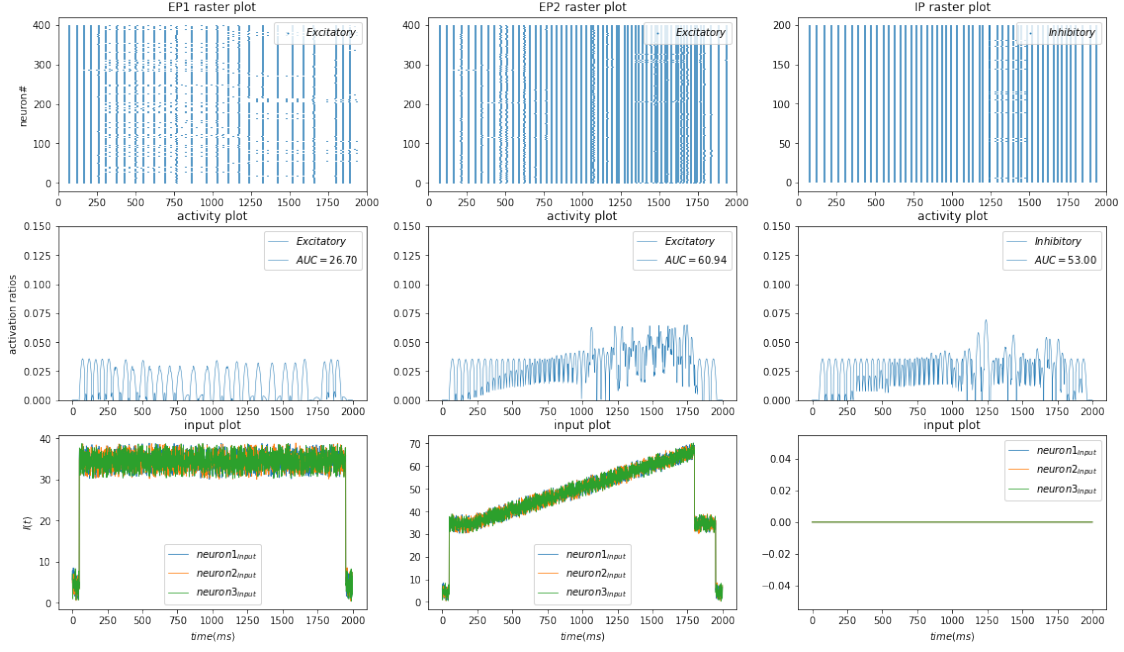 EP1 raster plot
EP2 raster plot
IP raster plot
Excitatory
Excitatory
Inhibitory
neuron#
400
300
200
100
0
400
300
200
100
0
200
150
100
50
0
0 250 500 750 1000 1250 1500 1750 2000
0 250 500 750 1000 1250 1500 1750 2000
0 250 500 750 1000 1250 1500 1750 2000
activity plot
activity plot
activity plot
Excitatory
AUC = 26.70
Excitatory
AUC = 60.94
Inhibitory
AUC = 53.00
activation ratios
0.150
0.125
0.100
0.075
0.050
0.025
0.000
0.150
0.125
0.100
0.075
0.050
0.025
0.000
0.150
0.125
0.100
0.075
0.050
0.025
0.000
0 250 500 750 1000 1250 1500 1750 2000
0 250 500 750 1000 1250 1500 1750 2000
0 250 500 750 1000 1250 1500 1750 2000
input plot
input plot
input plot
I(t)
40
30
20
10
0
70
60
50
40
30
20
10
0
0.04
0.02
0.00
−0.02
−0.04
neuron1input
neuron2input
neuron3input
neuron1input
neuron2input
neuron3input
neuron1input
neuron2input
neuron3input
0 250 500 750 1000 1250 1500 1750 2000
0 250 500 750 1000 1250 1500 1750 2000
0 250 500 750 1000 1250 1500 1750 2000
time(ms)
time(ms)
time(ms)